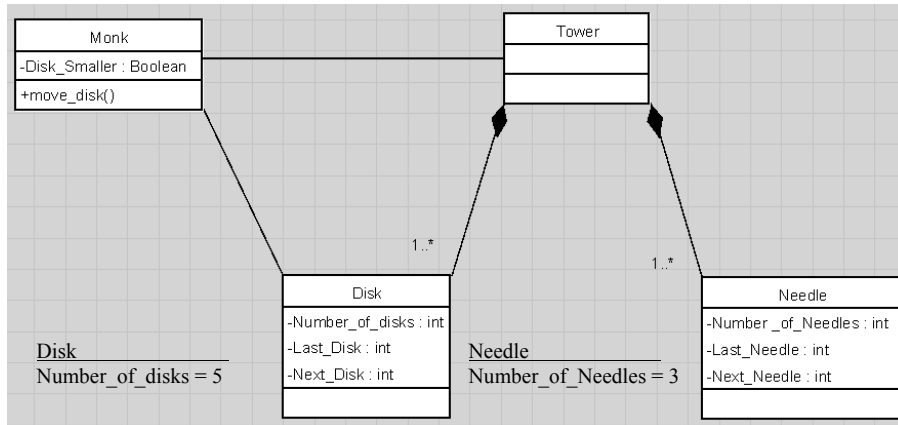 Monk
-Disk_Smaller : Boolean
+move_disk()
Tower
1..*
1..*
Disk
-Number_of_disks : int
-Last_Disk : int
-Next_Disk : int
Needle
-Number _of_Needles : int
-Last_Needle : int
-Next_Needle : int
Disk
Number_of_disks = 5
Needle
Number_of_Needles = 3